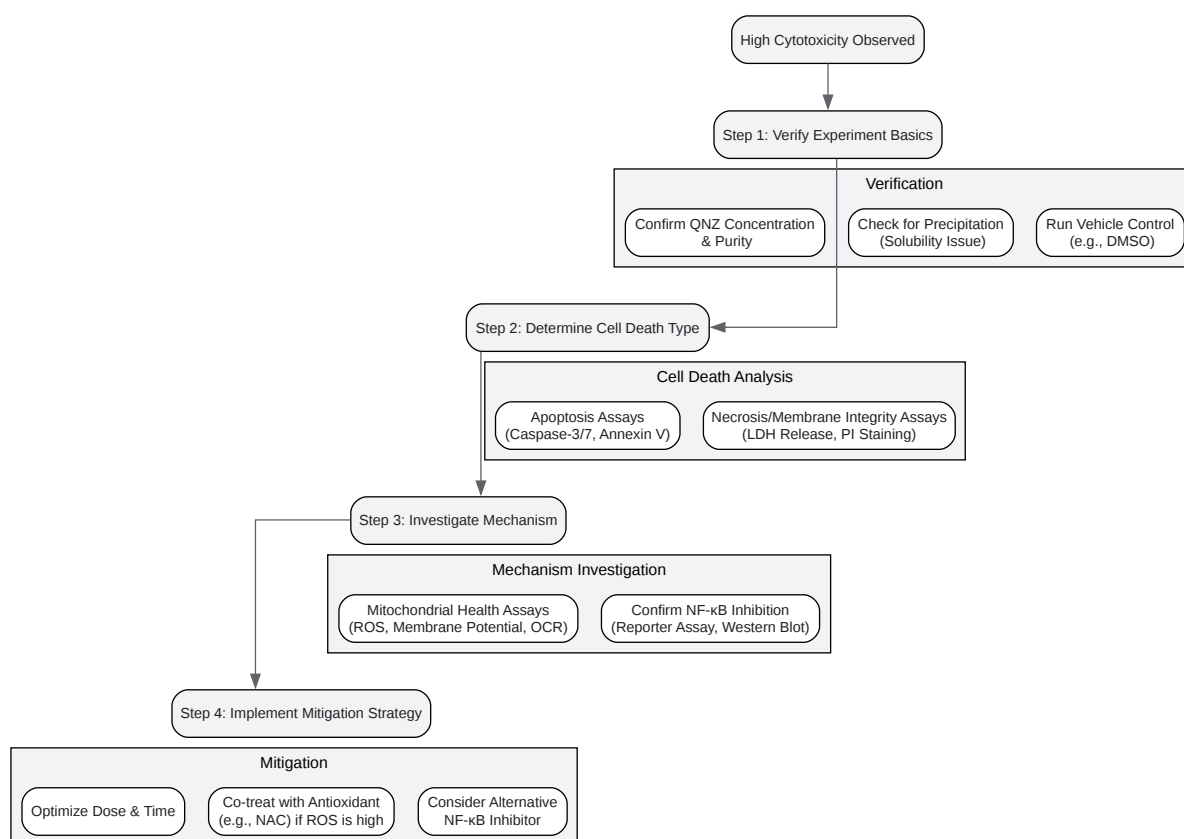 High Cytotoxicity Observed
Step 1: Verify Experiment Basics
Verification
Confirm QNZ Concentration
& Purity
Check for Precipitation
(Solubility Issue)
Run Vehicle Control
(e.g., DMSO)
Step 2: Determine Cell Death Type
Cell Death Analysis
Apoptosis Assays
(Caspase-3/7, Annexin V)
Necrosis/Membrane Integrity Assays
(LDH Release, PI Staining)
Step 3: Investigate Mechanism
Mechanism Investigation
Mitochondrial Health Assays
(ROS, Membrane Potential, OCR)
Confirm NF-κB Inhibition
(Reporter Assay, Western Blot)
Step 4: Implement Mitigation Strategy
Mitigation
Optimize Dose & Time
Co-treat with Antioxidant
(e.g., NAC) if ROS is high
Consider Alternative
NF-κB Inhibitor